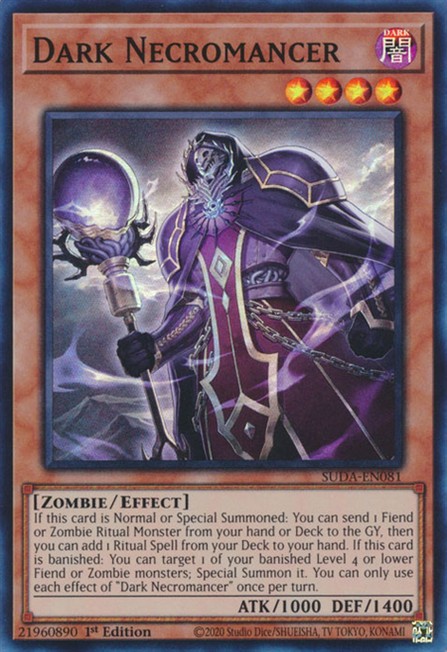 DARK NECROMANCER
DARK
闇
SUDA-EN081
[ZOMBIE/EFFECT]
If this card is Normal or Special Summoned: You can send 1 Fiend
or Zombie Ritual Monster from your hand or Deck to the GY, then
you can add 1 Ritual Spell from your Deck to your hand. If this card
is banished: You can target 1 of your banished Level 4 or lower
Fiend or Zombie monsters; Special Summon it. You can only use
each effect of "Dark Necromancer" once per turn.
ATK/1000 DEF/1400
21960890 1st Edition ©2020 Studio Dice/SHUEISHA, TV TOKYO, KONAMI